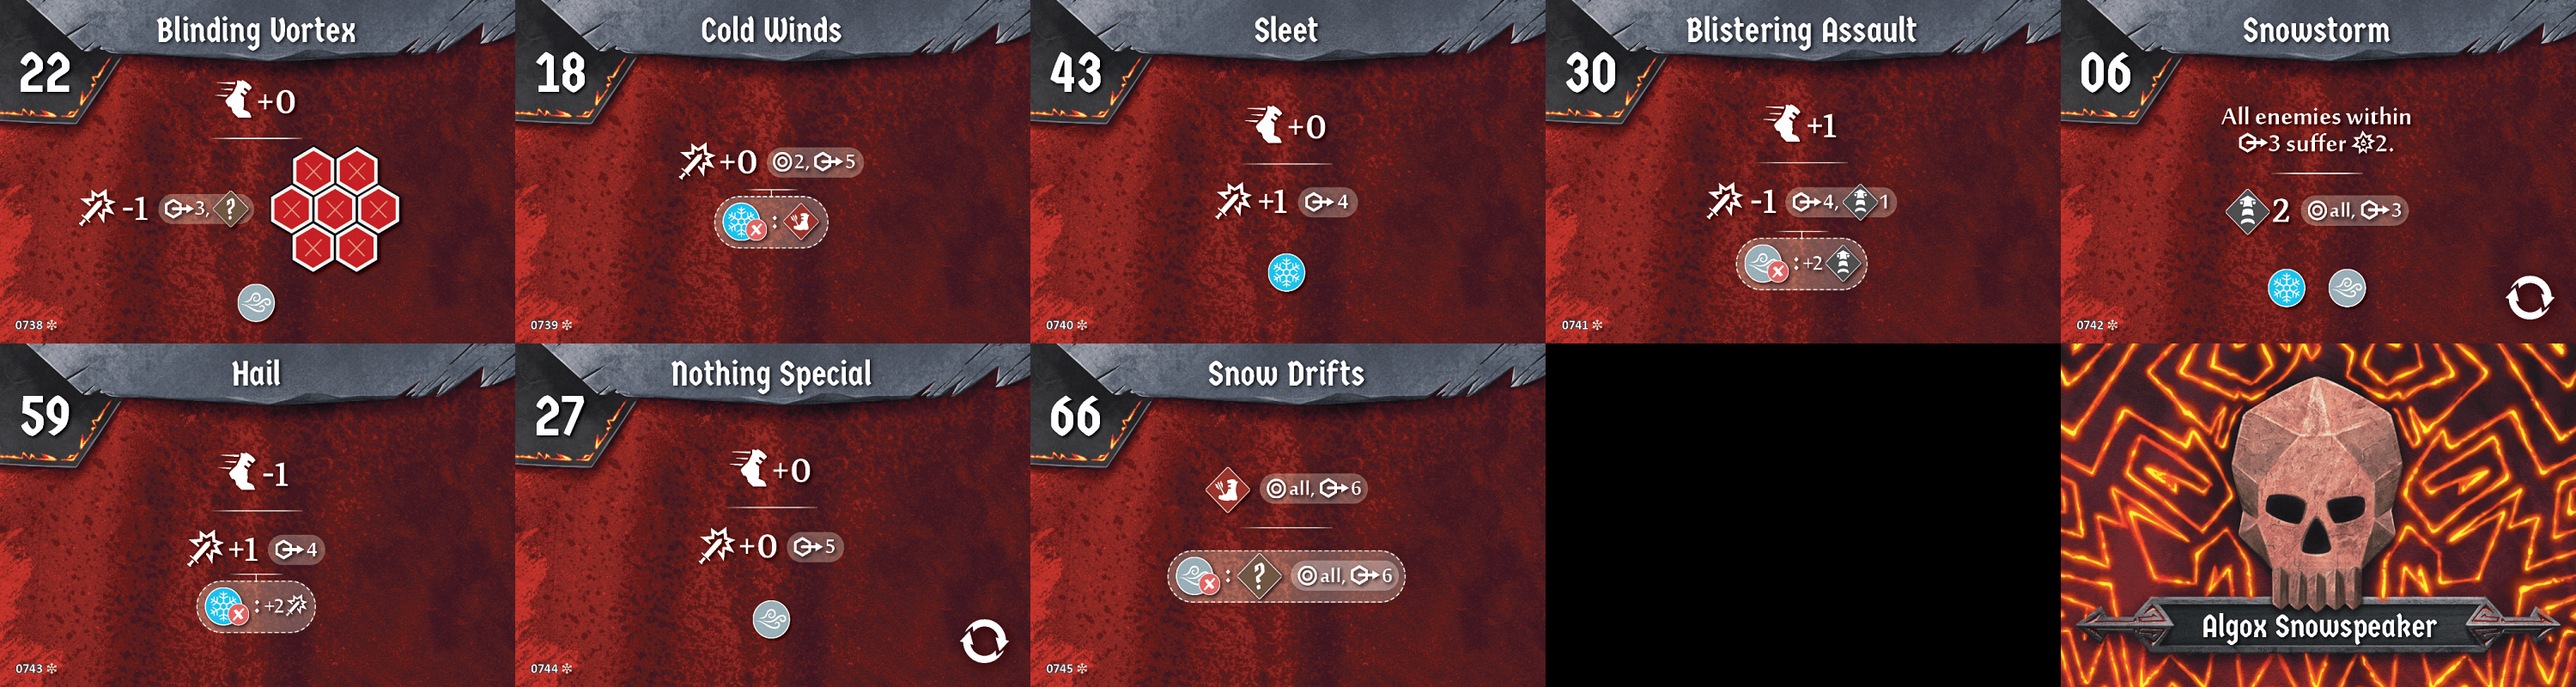 Blinding Vortex
22
+0
-1 3, ?
0738
Cold Winds
18
+0 2, 5
:
0739
Sleet
43
+0
+1 4
0740
Blistering Assault
30
+1
-1 4, 1
: +2
0741
Snowstorm
06
All enemies within
3 suffer 2.
2 all, 3
0742
Hail
59
-1
+1 4
: +2
0743
Nothing Special
27
+0
+0 5
0744
Snow Drifts
66
all, 6
: ? all, 6
0745
Algox Snowspeaker